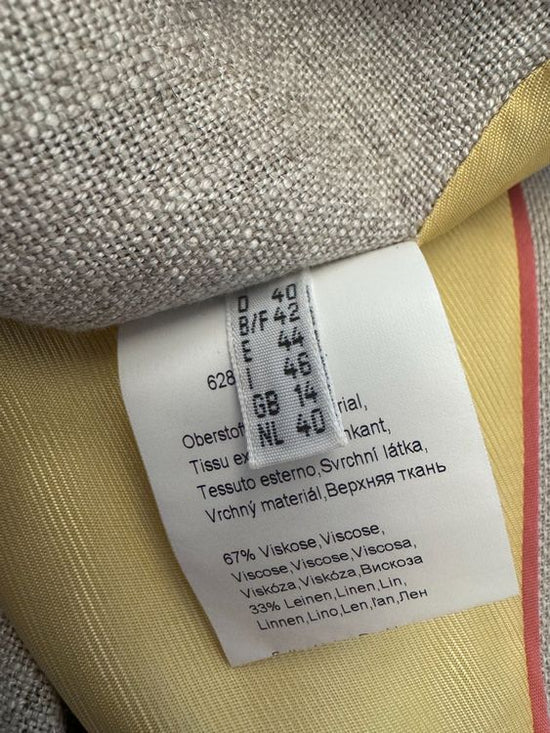 D 40
B/F 42
E 44
I 46
GB 14
NL 40
628
Oberstof rial,
Tissu ex nkant,
Tessuto esterno,Svrchní látka,
Vrchný materiál,Верхняя ткань
67% Viskose,Viscose,
Viscose,Viscose,Viscosa,
Viskóza,Viskóza,Вискоза
33% Leinen,Linen,Lin,
Linnen,Lino,Len,ľan,Лен